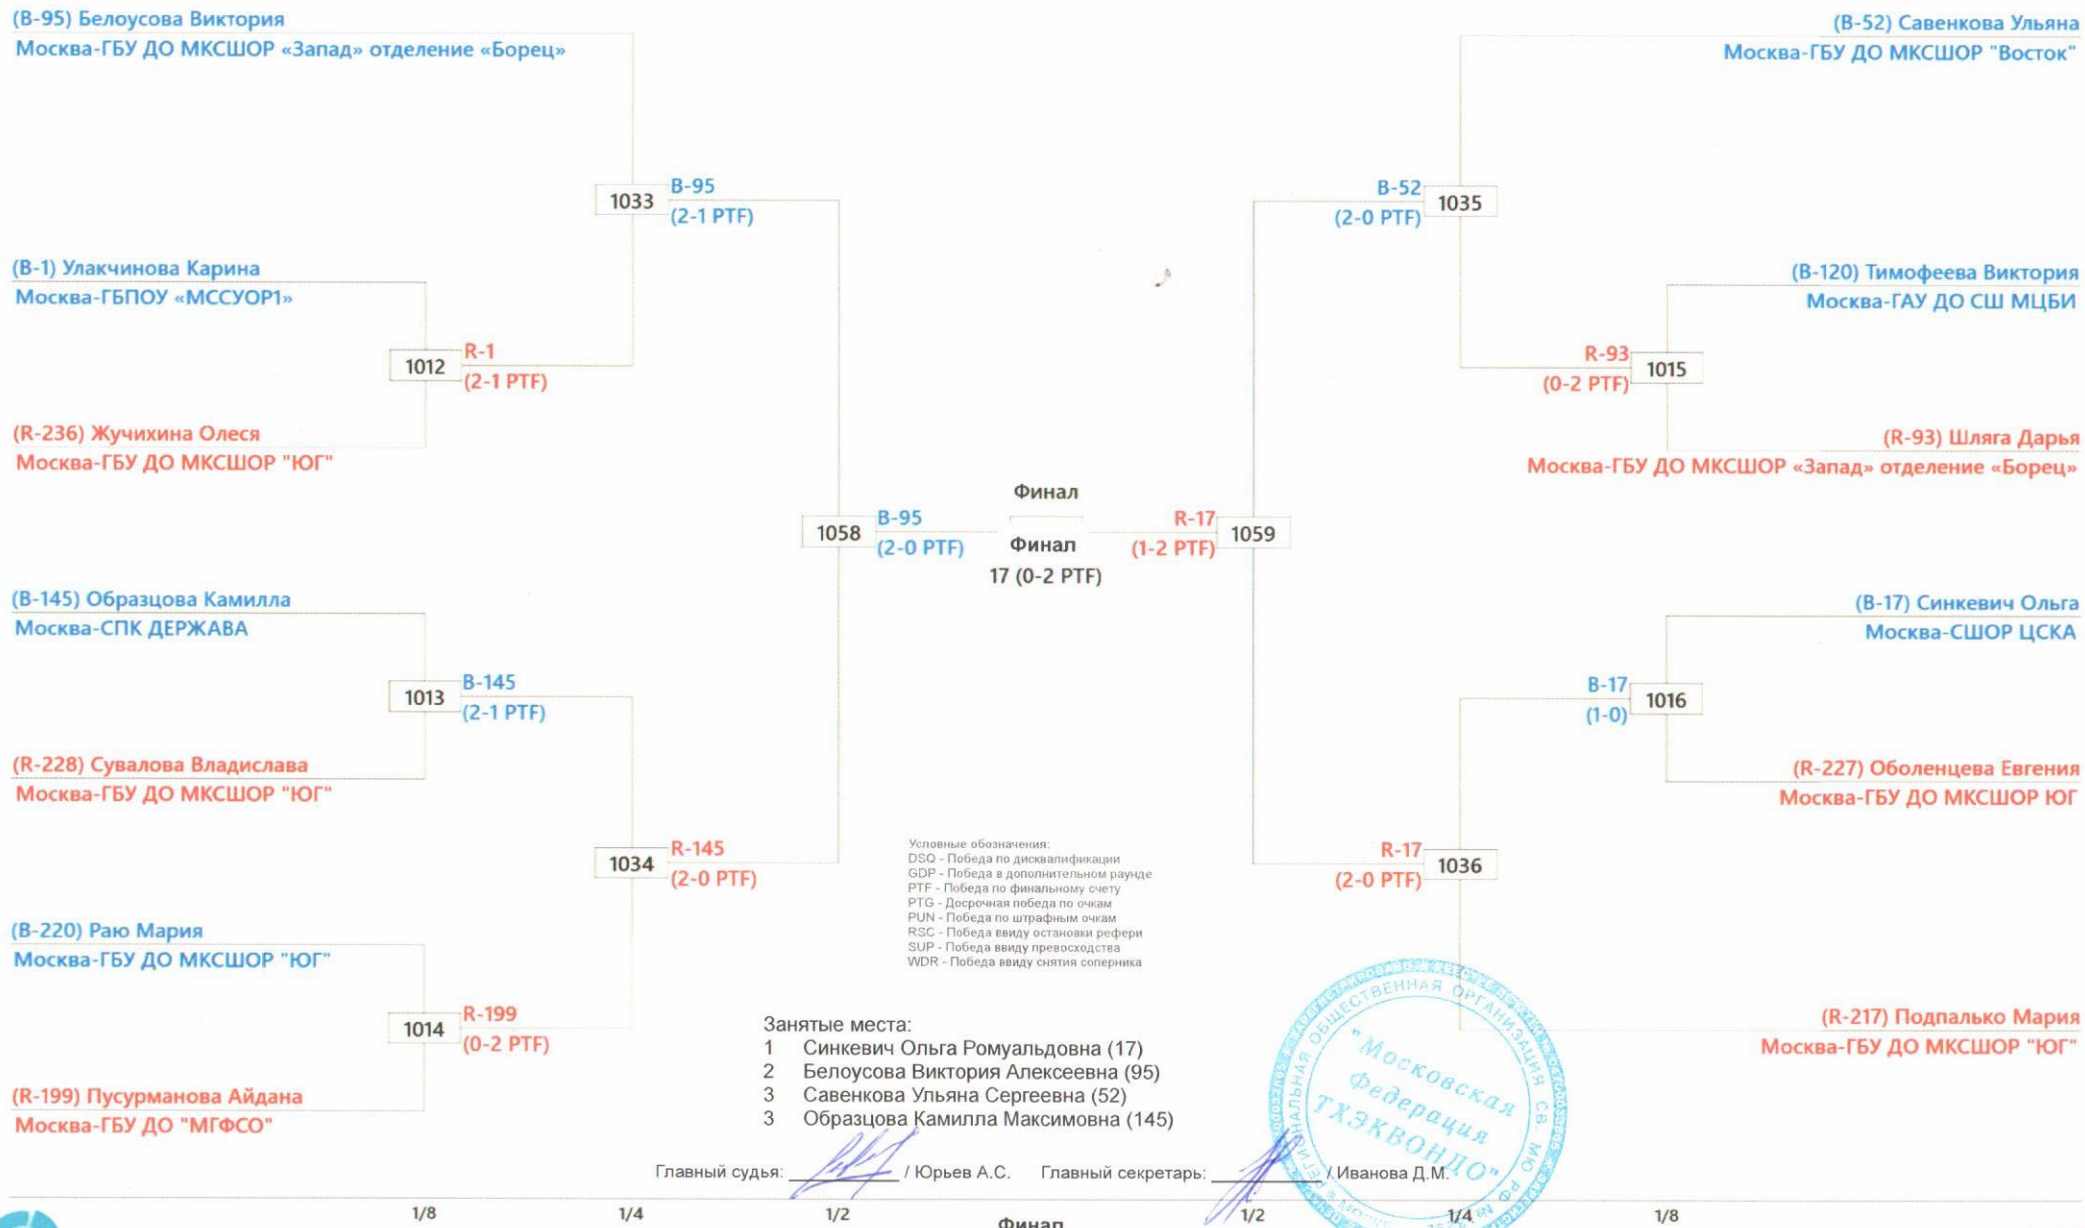 (B-95) Белоусова Виктория
Москва-ГБУ ДО МКСШОР «Запад» отделение «Борец»
1033
B-95
(2-1 PTF)
(B-1) Улакчинова Карина
Москва-ГБПОУ «МССУОР1»
1012
R-1
(2-1 PTF)
(R-236) Жучихина Олеся
Москва-ГБУ ДО МКСШОР "ЮГ"
1058
B-95
(2-0 PTF)
(B-145) Образцова Камилла
Москва-СПК ДЕРЖАВА
1013
B-145
(2-1 PTF)
(R-228) Сувалова Владислава
Москва-ГБУ ДО МКСШОР "ЮГ"
1034
R-145
(2-0 PTF)
(B-220) Раю Мария
Москва-ГБУ ДО МКСШОР "ЮГ"
1014
R-199
(0-2 PTF)
(R-199) Пусурманова Айдана
Москва-ГБУ ДО "МГФСО"
Финал
Финал
17 (0-2 PTF)
(B-52) Савенкова Ульяна
Москва-ГБУ ДО МКСШОР "Восток"
B-52
(2-0 PTF)
1035
(B-120) Тимофеева Виктория
Москва-ГАУ ДО СШ МЦБИ
R-93
(0-2 PTF)
1015
(R-93) Шляга Дарья
Москва-ГБУ ДО МКСШОР «Запад» отделение «Борец»
R-17
(1-2 PTF)
1059
(B-17) Синкевич Ольга
Москва-СШОР ЦСКА
B-17
(1-0)
1016
(R-227) Оболенцева Евгения
Москва-ГБУ ДО МКСШОР ЮГ
R-17
(2-0 PTF)
1036
(R-217) Подпалько Мария
Москва-ГБУ ДО МКСШОР "ЮГ"
Условные обозначения:
DSQ - Победа по дисквалификации
GDP - Победа в дополнительном раунде
PTF - Победа по финальному счету
PTG - Досрочная победа по очкам
PUN - Победа по штрафным очкам
RSC - Победа ввиду остановки рефери
SUP - Победа ввиду превосходства
WDR - Победа ввиду снятия соперника
Занятые места:
1 Синкевич Ольга Ромуальдовна (17)
2 Белоусова Виктория Алексеевна (95)
3 Савенкова Ульяна Сергеевна (52)
3 Образцова Камилла Максимовна (145)
РЕГИОНАЛЬНАЯ ОБЩЕСТВЕННАЯ ОРГАНИЗАЦИЯ
"Московская
Федерация
ТХЭКВОНДО"
Главный судья: / Юрьев А.С. Главный секретарь: / Иванова Д.М.
1/8 1/4 1/2 Финал 1/2 1/4 1/8